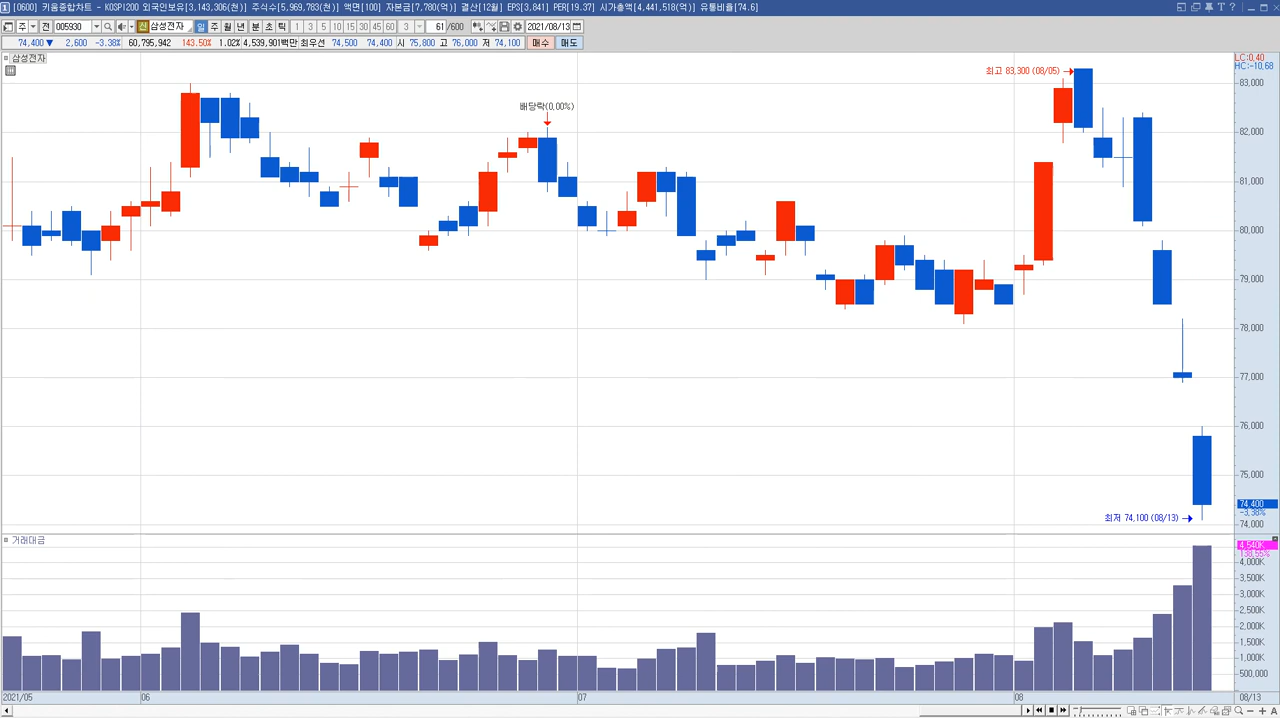 [0600] 키움종합차트 - KOSPI200 외국인보유[3,143,306(천)] 주식수[5,969,783(천)] 액면[100] 자본금[7,780(억)] 결산[12월] EPS[3,841] PER[19.37] 시가총액[4,441,518(억)] 유통비율[74.6]
주 전 005930 신 삼성전자 일 주 월 년 분 초 틱 1 3 5 10 15 30 45 60 3 61 /600 2021/08/13
74,400 ▼ 2,600 -3.38% 60,795,942 143.50% 1.02% 4,539,901백만 최우선 74,500 74,400 시 75,800 고 76,000 저 74,100 매수 매도
삼성전자
LC:0.40
HC:-10.68
최고 83,300 (08/05) →
83,000
배당락(0.00%)
82,000
81,000
80,000
79,000
78,000
77,000
76,000
75,000
74,400
-3.38%
최저 74,100 (08/13) →
74,000
거래대금
4,540K
138.55%
4,000K
3,500K
3,000K
2,500K
2,000K
1,500K
1,000K
500,000
2021/05 06 07 08 08/13